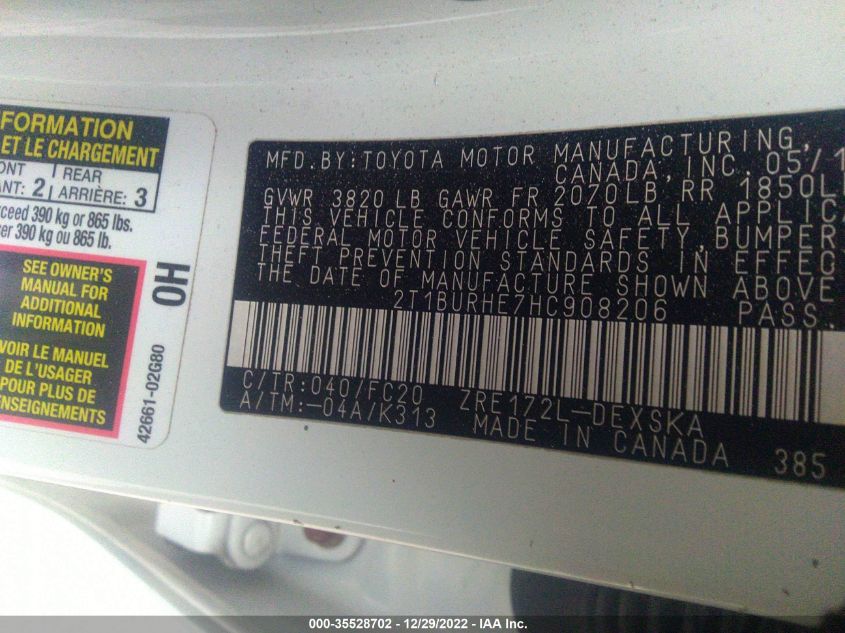 FORMATION
ET LE CHARGEMENT
REAR
2
ARRIÈRE: 3
390 kg or 865 lbs.
390 kg ou 865 lb.
SEE OWNER'S
MANUAL FOR
ADDITIONAL
INFORMATION
VOIR LE MANUEL
DE L'USAGER
POUR PLUS DE
ENSEIGNEMENTS
OH
42661-02G80
MFD.BY:TOYOTA MOTOR MANUFACTURING,
CANADA,INC.05/1
GVWR 3820 LB GAWR FR 2070LB RR 1850L
THIS VEHICLE CONFORMS TO ALL APPLICA
FEDERAL MOTOR VEHICLE SAFETY,BUMPER
THEFT PREVENTION STANDARDS IN EFFEC
THE DATE OF MANUFACTURE SHOWN ABOVE
2T1BURHE7HC908206 PASS.
C/TR:040/FC20 ZRE172L-DEXSKA
A/TM:-04A/K313 MADE IN CANADA 385
000-35528702 - 12/29/2022 - IAA Inc.